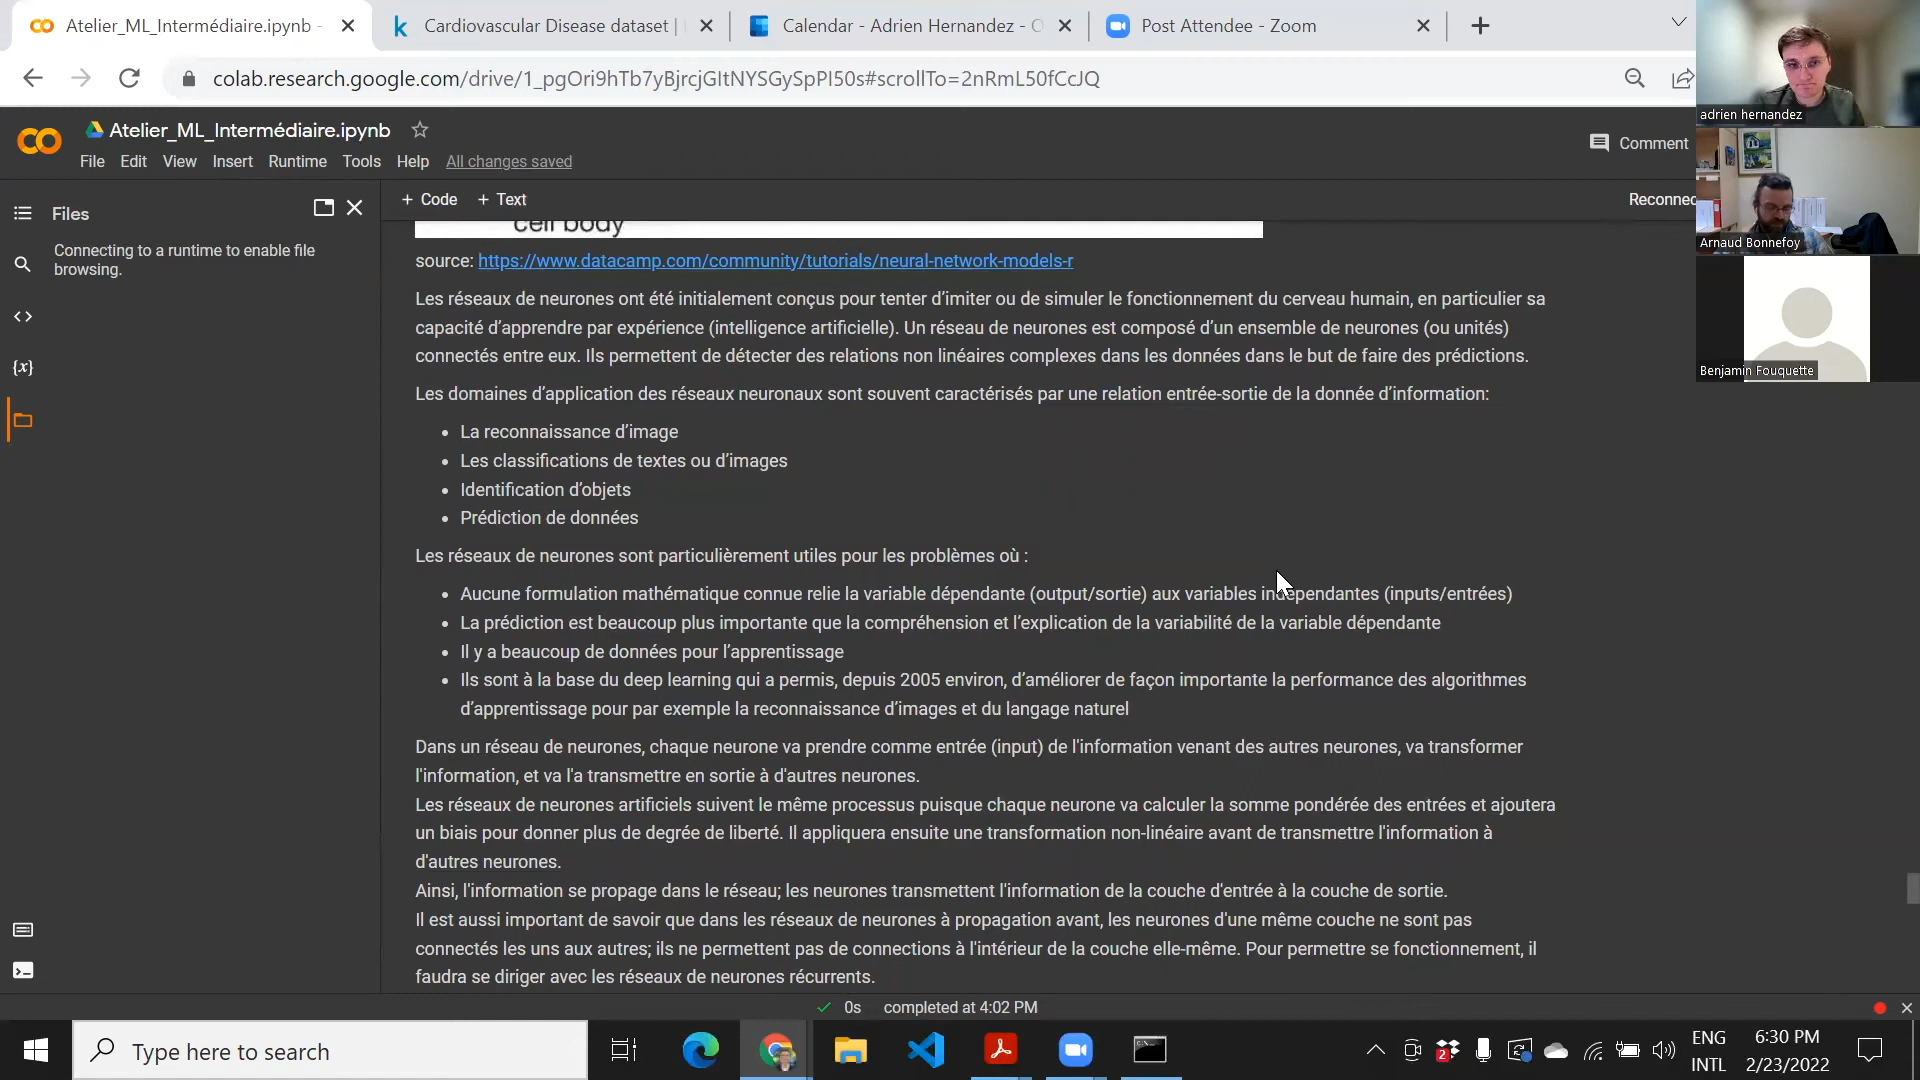 Atelier_ML_Intermédiaire.ipynb -
Cardiovascular Disease dataset |
Calendar - Adrien Hernandez - O
Post Attendee - Zoom
colab.research.google.com/drive/1_pgOri9hTb7yBjrcjGItNYSGySpPI50s#scrollTo=2nRmL50fCcJQ
adrien hernandez
Atelier_ML_Intermédiaire.ipynb
Comment
File Edit View Insert Runtime Tools Help All changes saved
+ Code + Text
Reconnec
Files
Connecting to a runtime to enable file
browsing.
Arnaud Bonnefoy
Benjamin Fouquette
cell body
source: https://www.datacamp.com/community/tutorials/neural-network-models-r
Les réseaux de neurones ont été initialement conçus pour tenter d’imiter ou de simuler le fonctionnement du cerveau humain, en particulier sa
capacité d’apprendre par expérience (intelligence artificielle). Un réseau de neurones est composé d’un ensemble de neurones (ou unités)
connectés entre eux. Ils permettent de détecter des relations non linéaires complexes dans les données dans le but de faire des prédictions.
Les domaines d’application des réseaux neuronaux sont souvent caractérisés par une relation entrée-sortie de la donnée d’information:
• La reconnaissance d’image
• Les classifications de textes ou d’images
• Identification d’objets
• Prédiction de données
Les réseaux de neurones sont particulièrement utiles pour les problèmes où :
• Aucune formulation mathématique connue relie la variable dépendante (output/sortie) aux variables indépendantes (inputs/entrées)
• La prédiction est beaucoup plus importante que la compréhension et l’explication de la variabilité de la variable dépendante
• Il y a beaucoup de données pour l’apprentissage
• Ils sont à la base du deep learning qui a permis, depuis 2005 environ, d’améliorer de façon importante la performance des algorithmes
d’apprentissage pour par exemple la reconnaissance d’images et du langage naturel
Dans un réseau de neurones, chaque neurone va prendre comme entrée (input) de l'information venant des autres neurones, va transformer
l'information, et va l'a transmettre en sortie à d'autres neurones.
Les réseaux de neurones artificiels suivent le même processus puisque chaque neurone va calculer la somme pondérée des entrées et ajoutera
un biais pour donner plus de degrée de liberté. Il appliquera ensuite une transformation non-linéaire avant de transmettre l'information à
d'autres neurones.
Ainsi, l'information se propage dans le réseau; les neurones transmettent l'information de la couche d'entrée à la couche de sortie.
Il est aussi important de savoir que dans les réseaux de neurones à propagation avant, les neurones d'une même couche ne sont pas
connectés les uns aux autres; ils ne permettent pas de connections à l'intérieur de la couche elle-même. Pour permettre se fonctionnement, il
faudra se diriger avec les réseaux de neurones récurrents.
0s completed at 4:02 PM
Type here to search
2
ENG
INTL
6:30 PM
2/23/2022